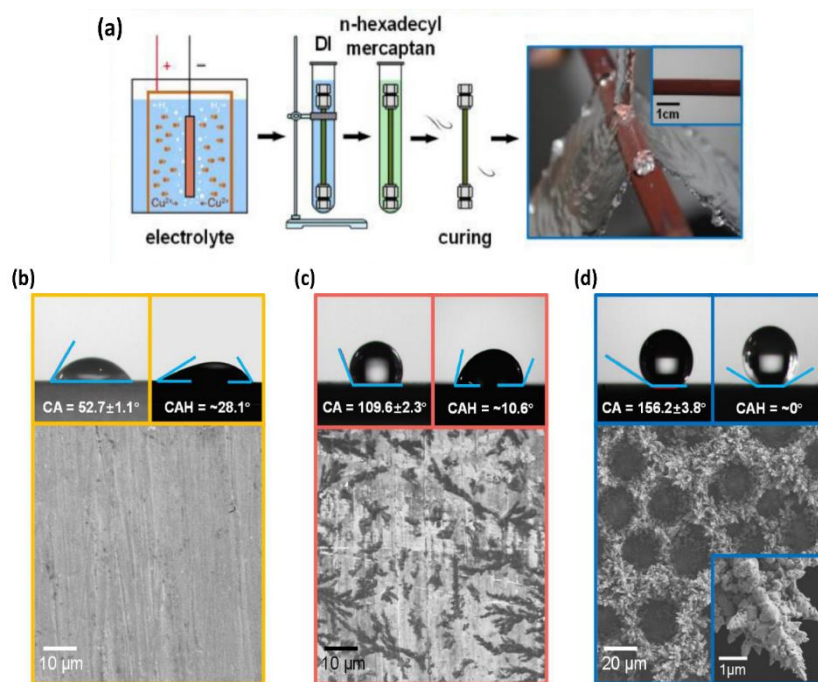 (a)
n-hexadecyl
mercaptan
DI
+ −
1cm
Cu²⁺ Cu²⁺
electrolyte
curing
(b)
CA = 52.7±1.1°
CAH = ~28.1°
10 μm
(c)
CA = 109.6±2.3°
CAH = ~10.6°
10 μm
(d)
CA = 156.2±3.8°
CAH = ~0°
20 μm
1μm